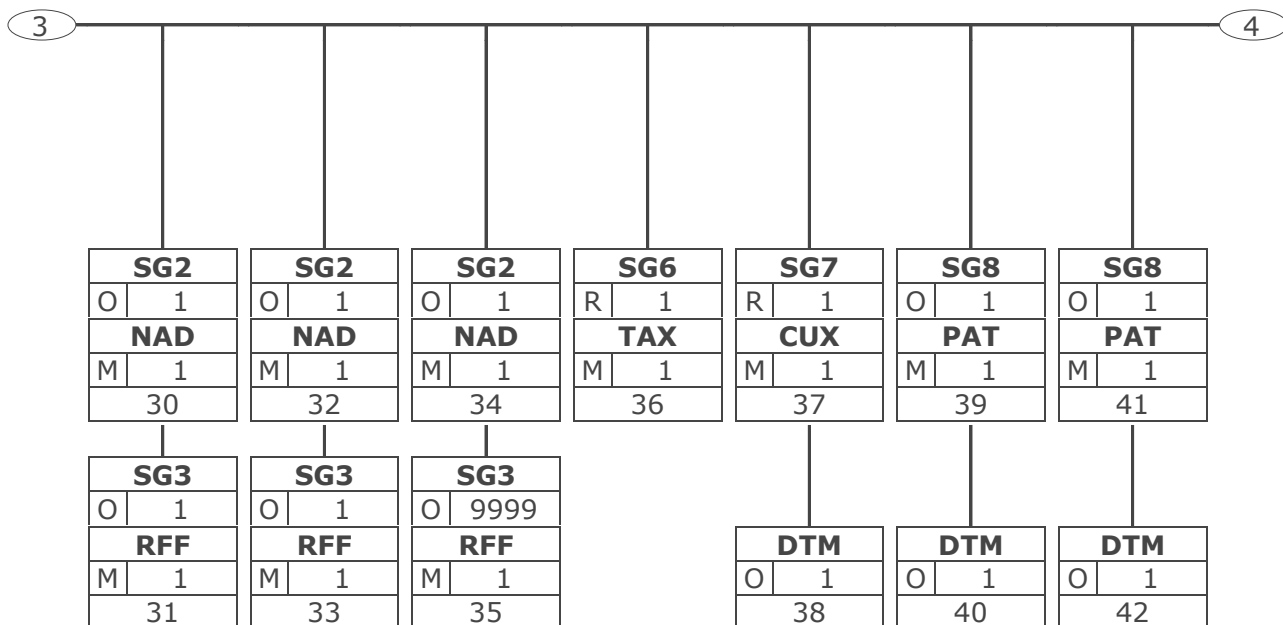 3 4
SG2 SG2 SG2 SG6 SG7 SG8 SG8
O 1 O 1 O 1 R 1 R 1 O 1 O 1
NAD NAD NAD TAX CUX PAT PAT
M 1 M 1 M 1 M 1 M 1 M 1 M 1
30 32 34 36 37 39 41
SG3 SG3 SG3
O 1 O 1 O 9999
RFF RFF RFF DTM DTM DTM
M 1 M 1 M 1 O 1 O 1 O 1
31 33 35 38 40 42